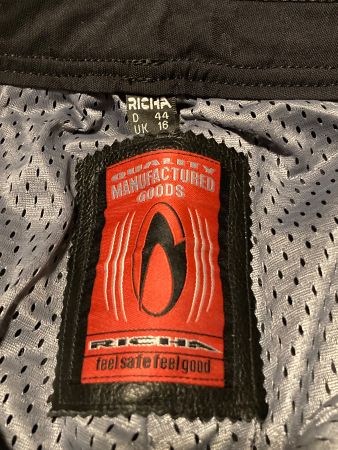 RICHA
D 44
UK 16
QUALITY
MANUFACTURED
GOODS
RICHA
feel safe feel good